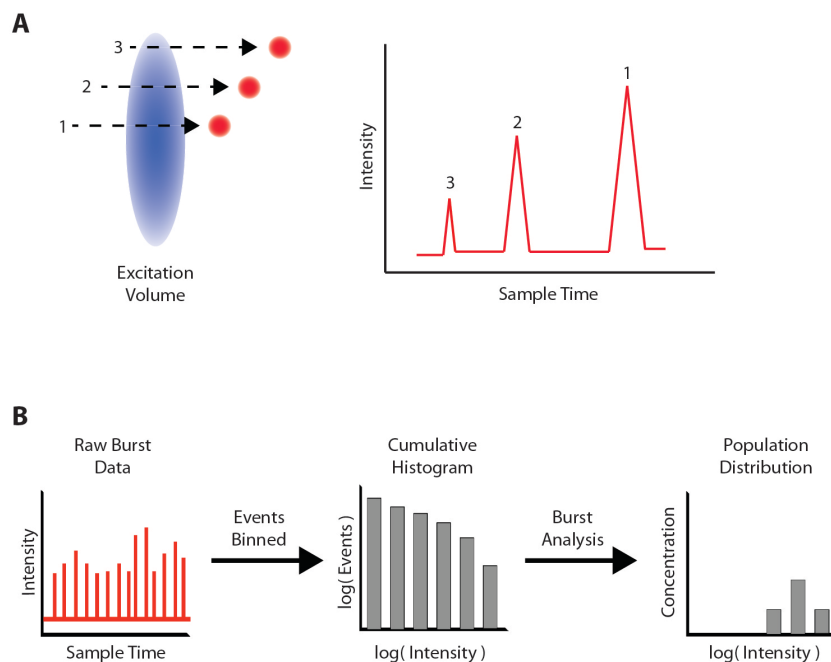 A
3
2
1
Excitation
Volume
Intensity
3
2
1
Sample Time
B
Raw Burst
Data
Intensity
Sample Time
Events
Binned
Cumulative
Histogram
log( Events )
log( Intensity )
Burst
Analysis
Population
Distribution
Concentration
log( Intensity )